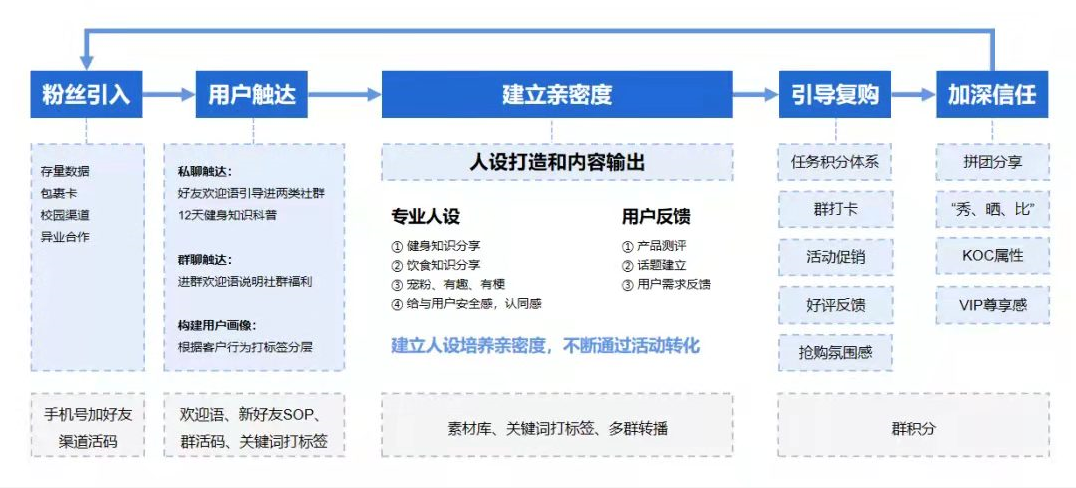 粉丝引入
用户触达
建立亲密度
引导复购
加深信任
存量数据
包裹卡
校园渠道
异业合作
私聊触达：
好友欢迎语引导进两类社群
12天健身知识科普
群聊触达：
进群欢迎语说明社群福利
构建用户画像：
根据客户行为打标签分层
人设打造和内容输出
专业人设
① 健身知识分享
② 饮食知识分享
③ 宠粉、有趣、有梗
④ 给与用户安全感，认同感
用户反馈
① 产品测评
② 话题建立
③ 用户需求反馈
建立人设培养亲密度，不断通过活动转化
任务积分体系
群打卡
活动促销
好评反馈
抢购氛围感
拼团分享
“秀、晒、比”
KOC属性
VIP尊享感
手机号加好友
渠道活码
欢迎语、新好友SOP、
群活码、关键词打标签
素材库、关键词打标签、多群转播
群积分